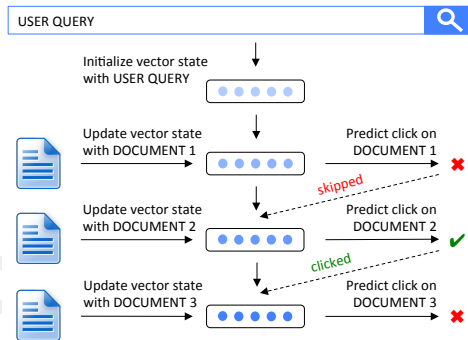 USER QUERY
Initialize vector state
with USER QUERY
Update vector state
with DOCUMENT 1
Predict click on
DOCUMENT 1
skipped
Update vector state
with DOCUMENT 2
Predict click on
DOCUMENT 2
clicked
Update vector state
with DOCUMENT 3
Predict click on
DOCUMENT 3